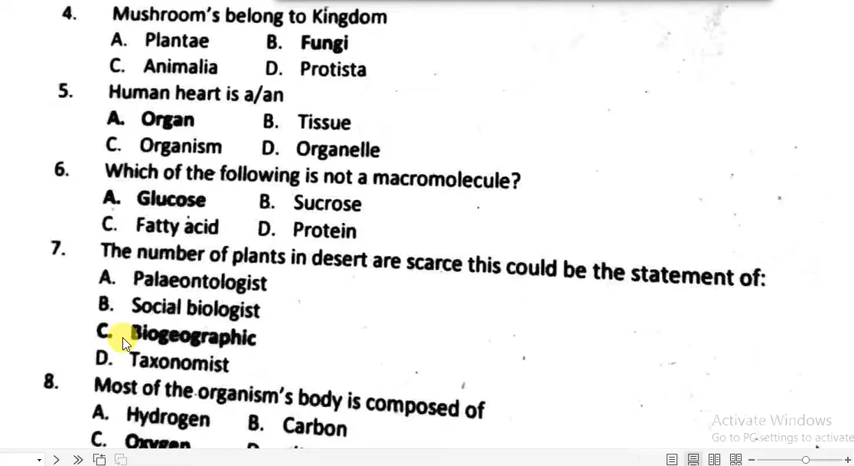 4. Mushroom's belong to Kingdom
A. Plantae B. Fungi
C. Animalia D. Protista
5. Human heart is a/an
A. Organ B. Tissue
C. Organism D. Organelle
6. Which of the following is not a macromolecule?
A. Glucose B. Sucrose
C. Fatty acid D. Protein
7. The number of plants in desert are scarce this could be the statement of:
A. Palaeontologist
B. Social biologist
C. Biogeographic
D. Taxonomist
8. Most of the organism's body is composed of
A. Hydrogen B. Carbon
C. Oxygen
Activate Windows
Go to PC settings to activate